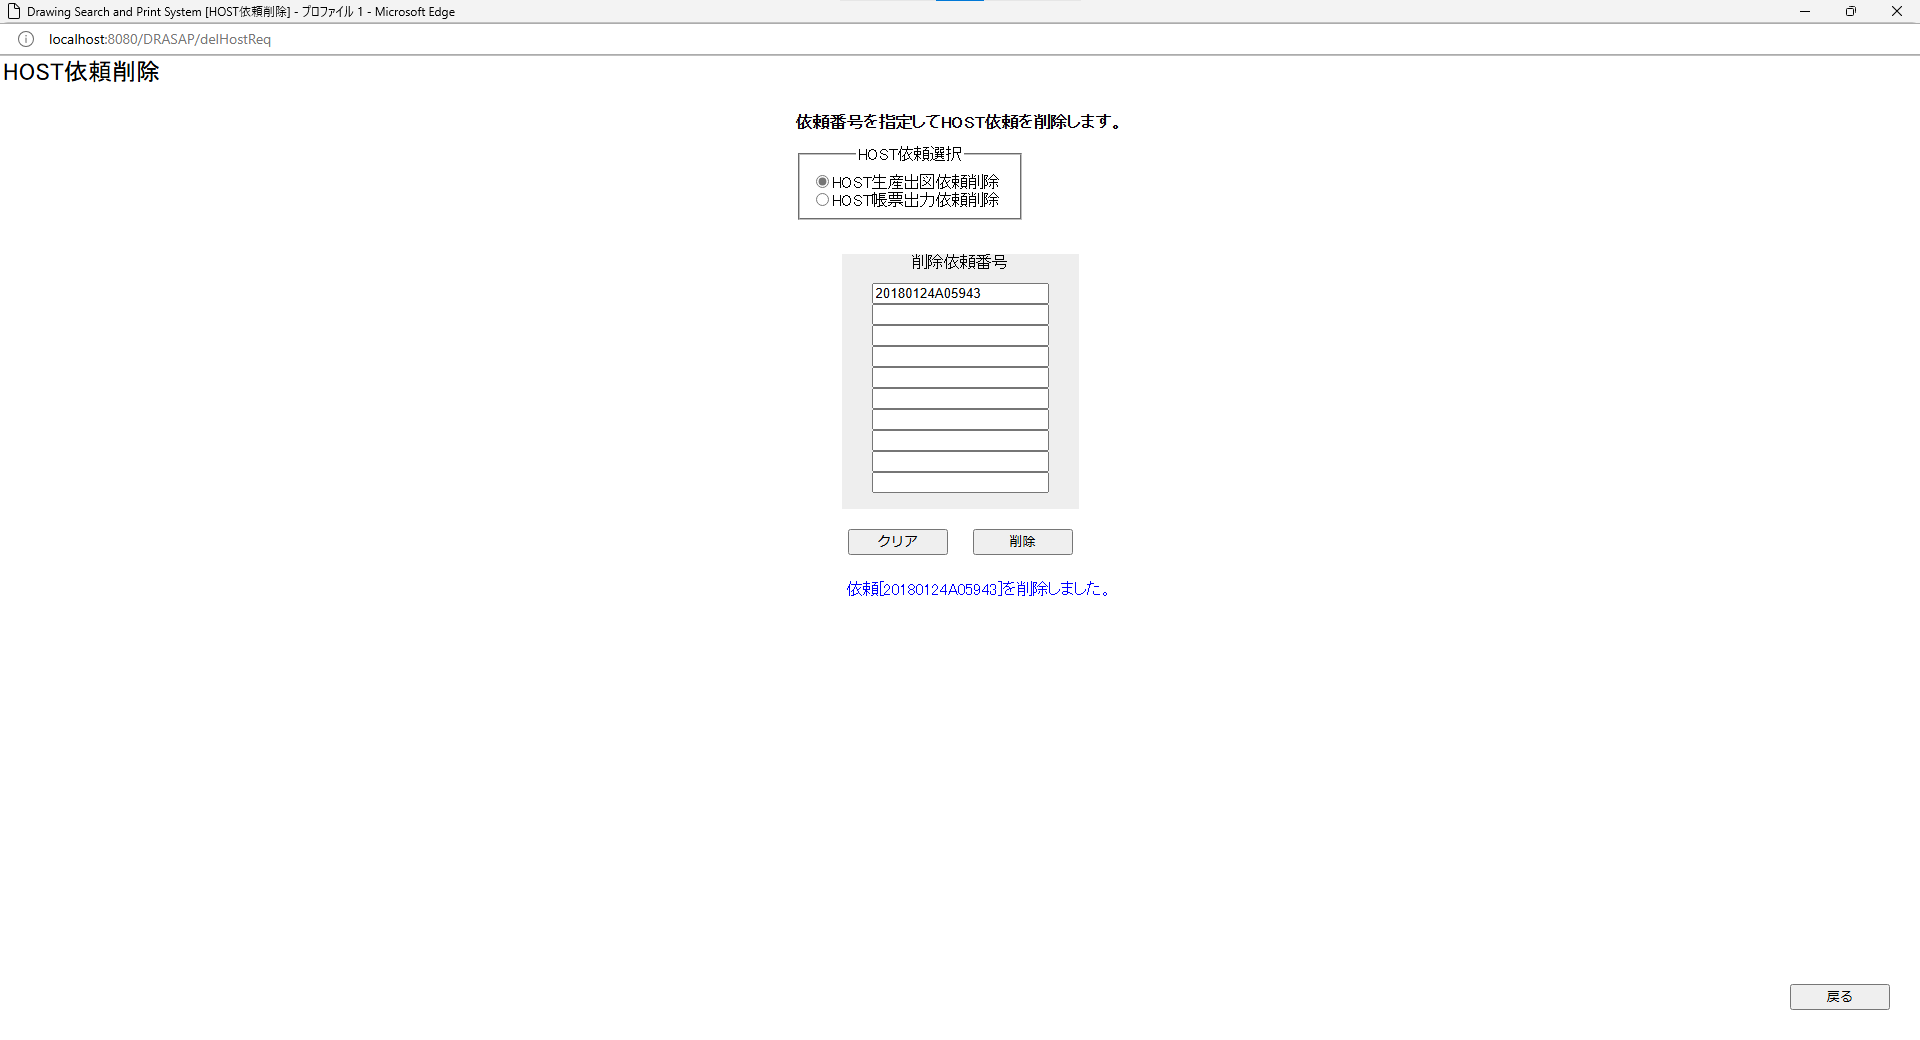 Drawing Search and Print System [HOST依頼削除] - プロファイル 1 - Microsoft Edge
localhost:8080/DRASAP/delHostReq
HOST依頼削除
依頼番号を指定してHOST依頼を削除します。
HOST依頼選択
HOST生産出図依頼削除
HOST帳票出力依頼削除
削除依頼番号
20180124A05943
クリア 削除
依頼[20180124A05943]を削除しました。
戻る